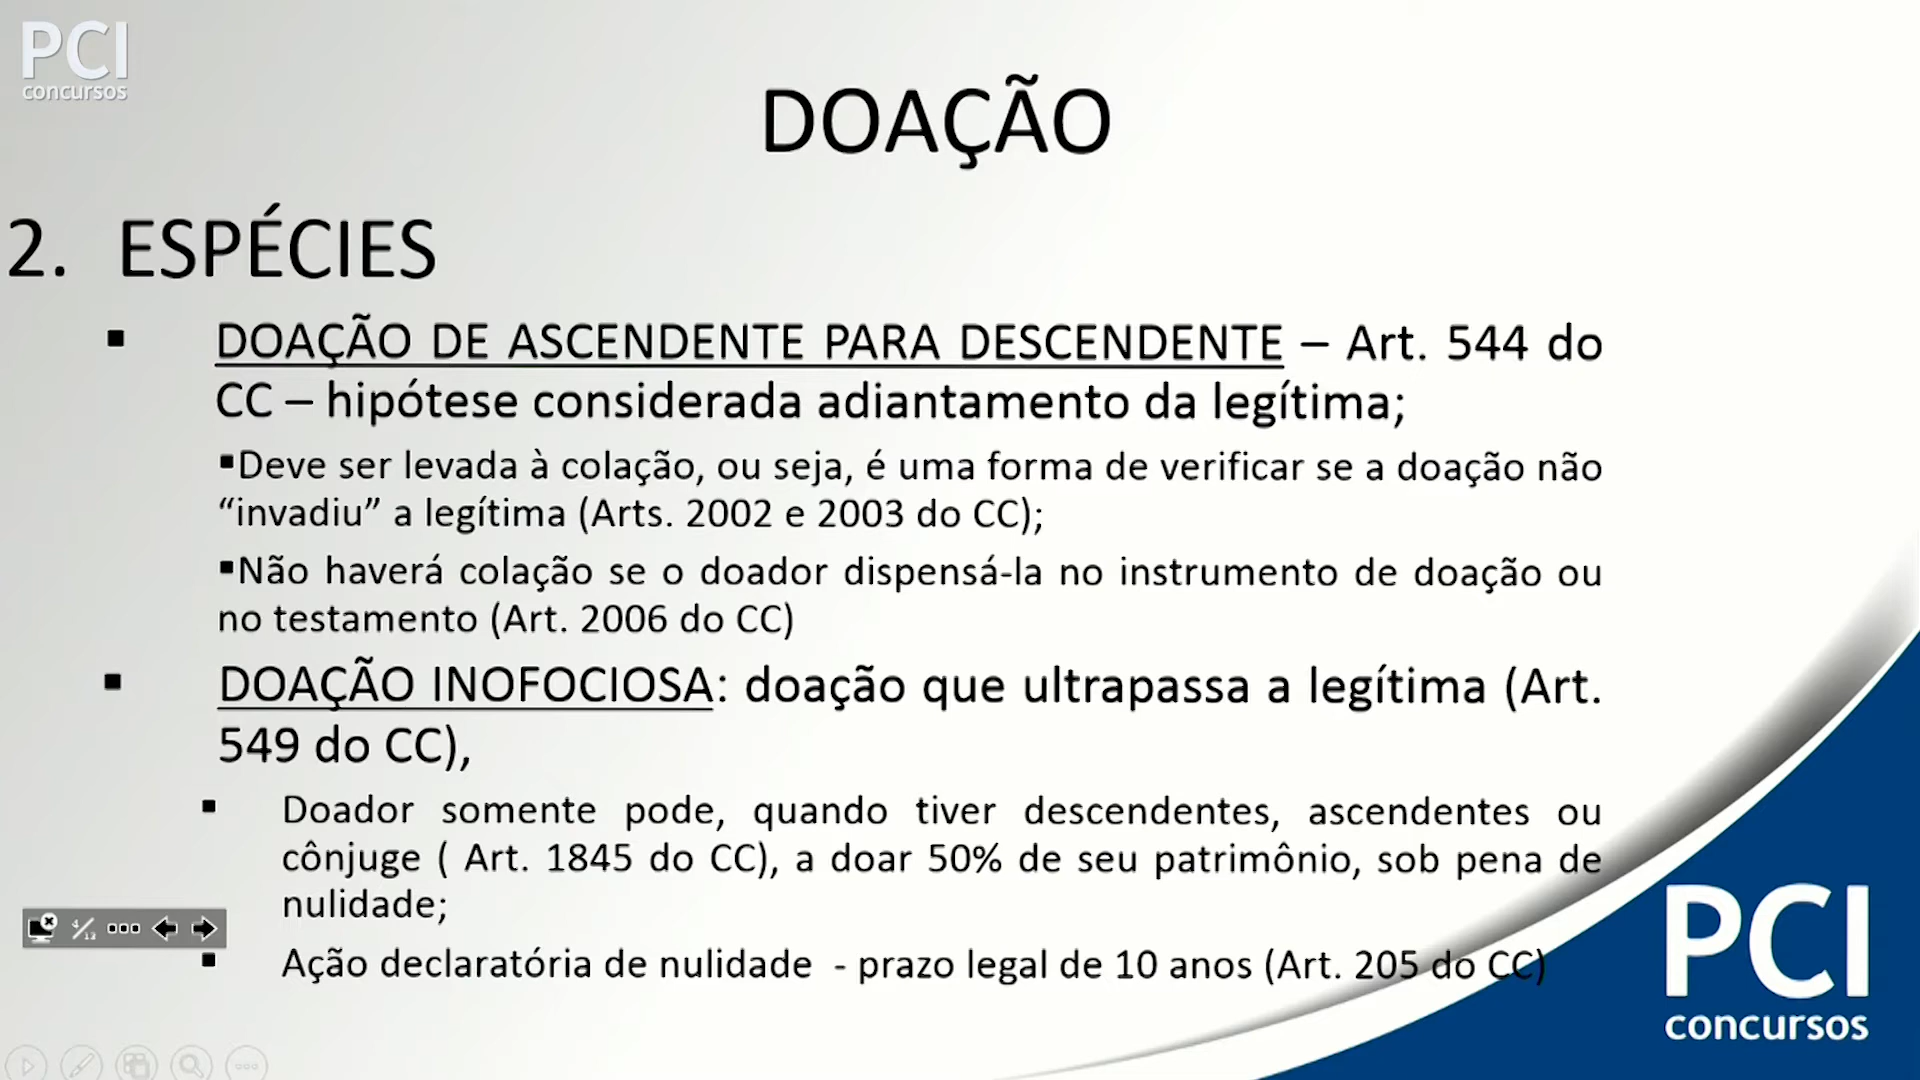 PCI
concursos
DOAÇÃO
2. ESPÉCIES
▪ DOAÇÃO DE ASCENDENTE PARA DESCENDENTE – Art. 544 do
CC – hipótese considerada adiantamento da legítima;
▪Deve ser levada à colação, ou seja, é uma forma de verificar se a doação não
“invadiu” a legítima (Arts. 2002 e 2003 do CC);
▪Não haverá colação se o doador dispensá-la no instrumento de doação ou
no testamento (Art. 2006 do CC)
▪ DOAÇÃO INOFOCIOSA: doação que ultrapassa a legítima (Art.
549 do CC),
▪ Doador somente pode, quando tiver descendentes, ascendentes ou
cônjuge ( Art. 1845 do CC), a doar 50% de seu patrimônio, sob pena de
nulidade;
▪ Ação declaratória de nulidade - prazo legal de 10 anos (Art. 205 do CC)
4/13
PCI
concursos